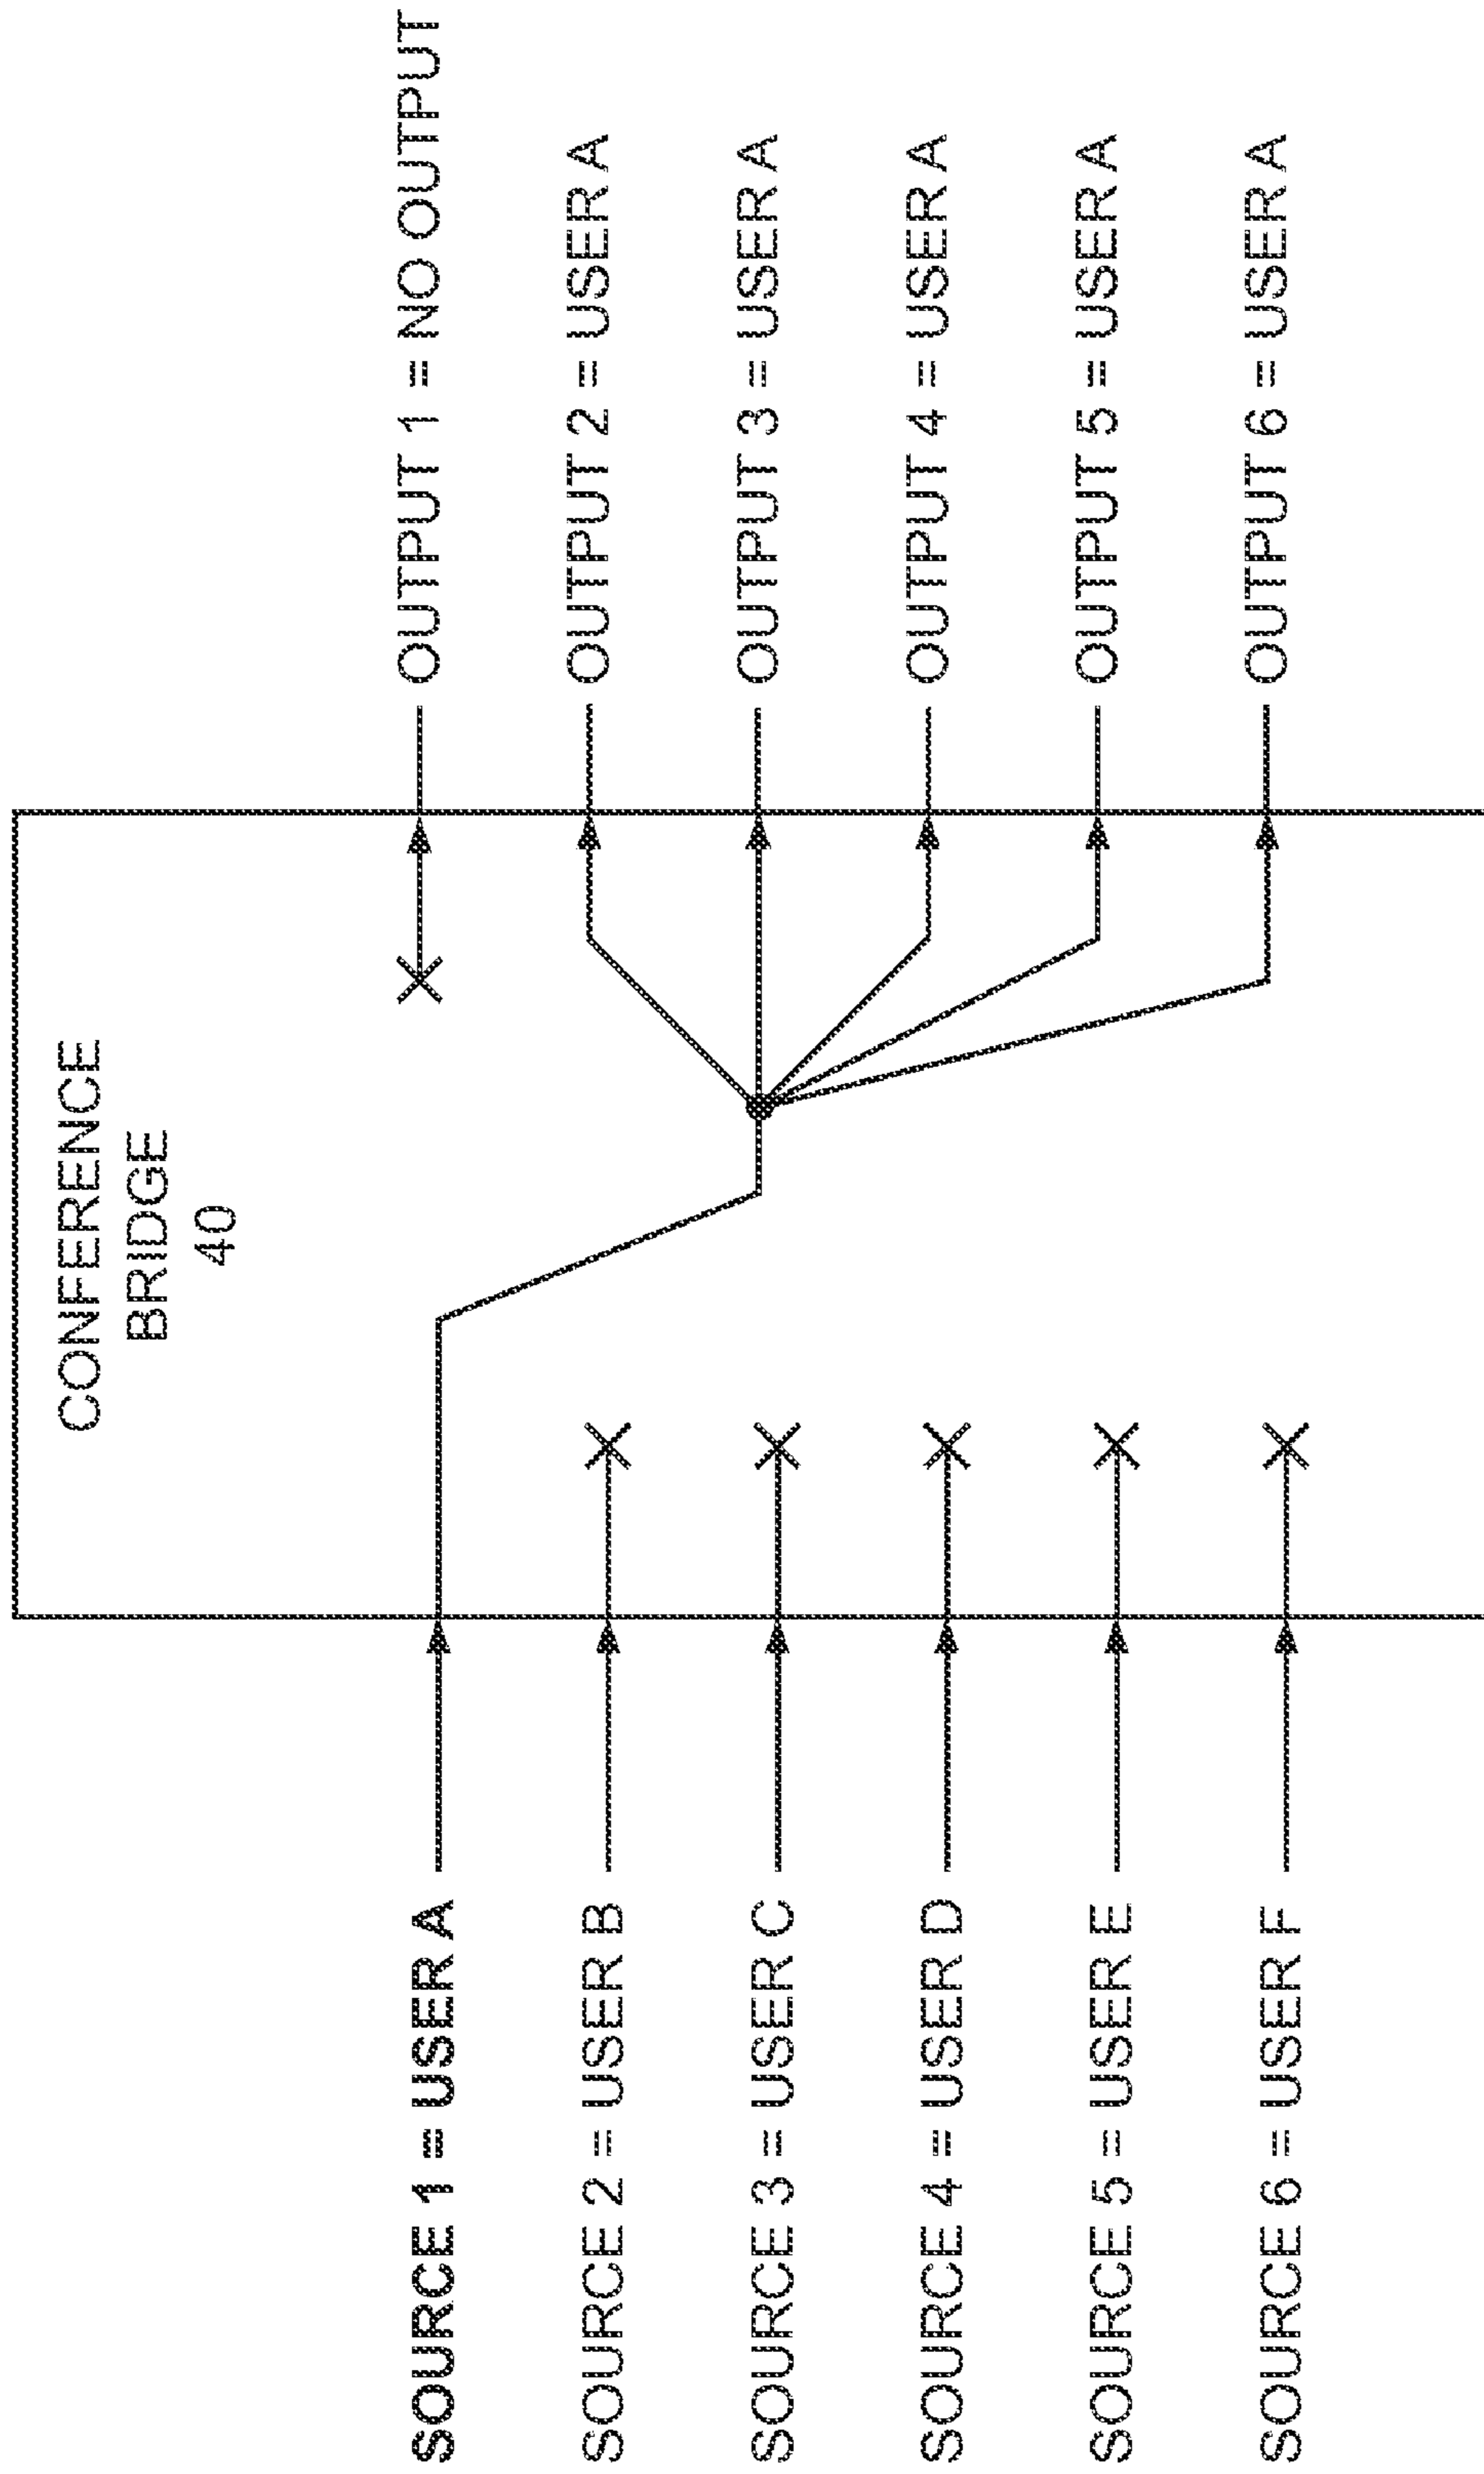 CONFERENCE
BRIDGE
40
SOURCE 1 = USER A
SOURCE 2 = USER B
SOURCE 3 = USER C
SOURCE 4 = USER D
SOURCE 5 = USER E
SOURCE 6 = USER F
OUTPUT 1 = NO OUTPUT
OUTPUT 2 = USER A
OUTPUT 3 = USER A
OUTPUT 4 = USER A
OUTPUT 5 = USER A
OUTPUT 6 = USER A